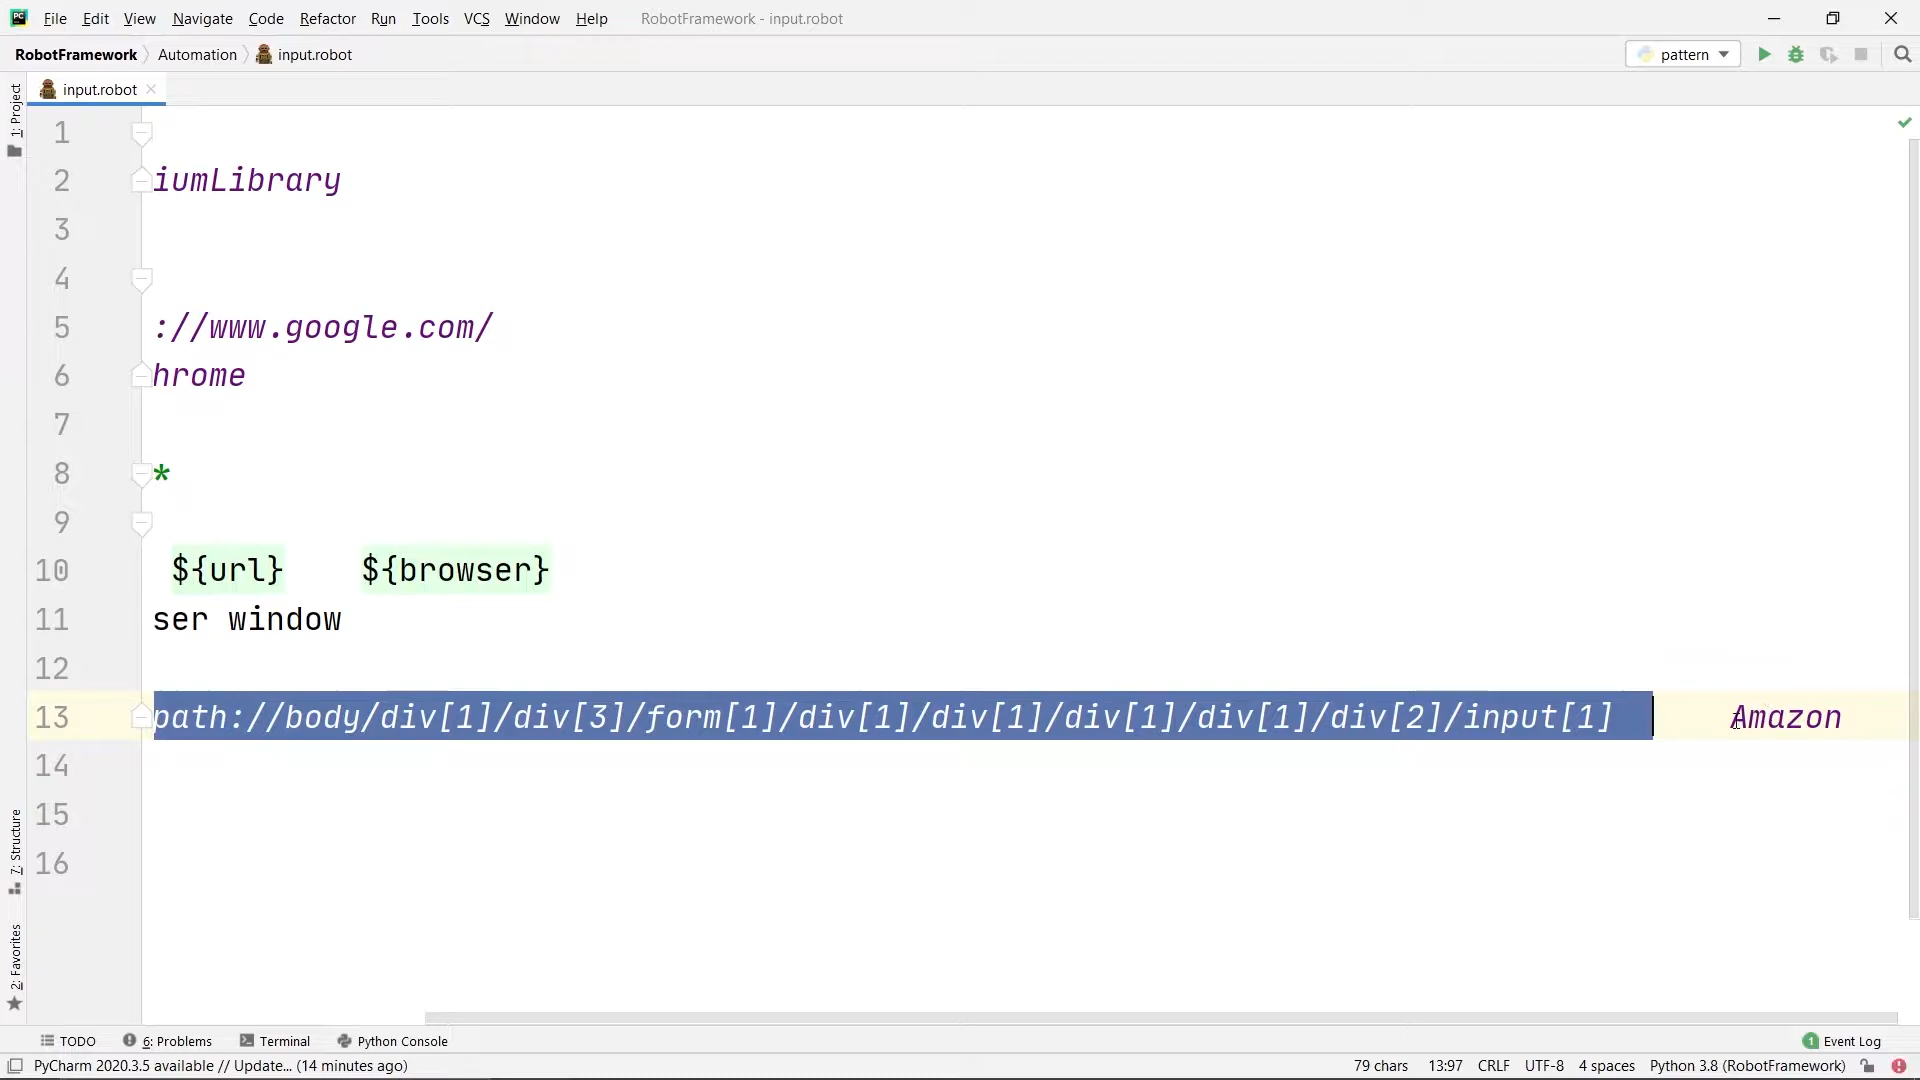 PC File Edit View Navigate Code Refactor Run Tools VCS Window Help RobotFramework - input.robot
RobotFramework Automation input.robot pattern
1: Project
input.robot
1
2 iumLibrary
3
4
5 ://www.google.com/
6 hrome
7
8 *
9
10 ${url} ${browser}
11 ser window
12
13 path://body/div[1]/div[3]/form[1]/div[1]/div[1]/div[1]/div[1]/div[2]/input[1] Amazon
14
15
16
7: Structure
2: Favorites
TODO 6: Problems Terminal Python Console 1 Event Log
PyCharm 2020.3.5 available // Update... (14 minutes ago) 79 chars 13:97 CRLF UTF-8 4 spaces Python 3.8 (RobotFramework)